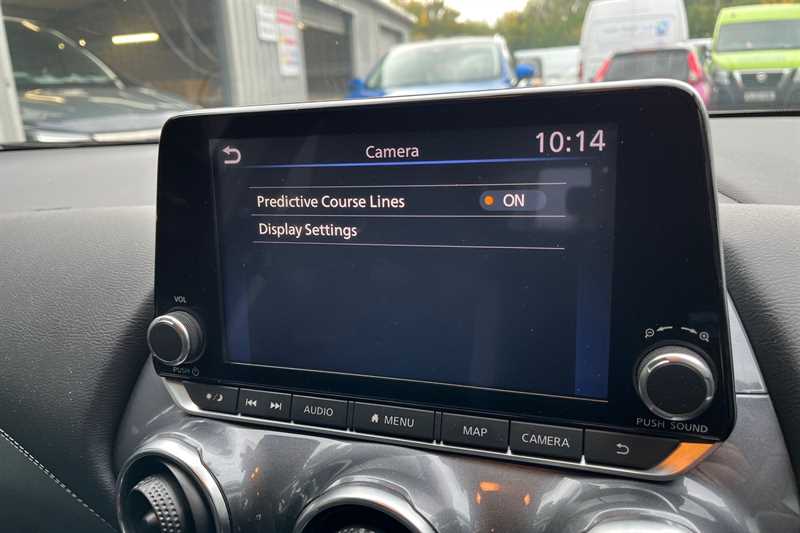 Camera
10:14
Predictive Course Lines
ON
Display Settings
VOL
PUSH
AUDIO
MENU
MAP
CAMERA
PUSH SOUND